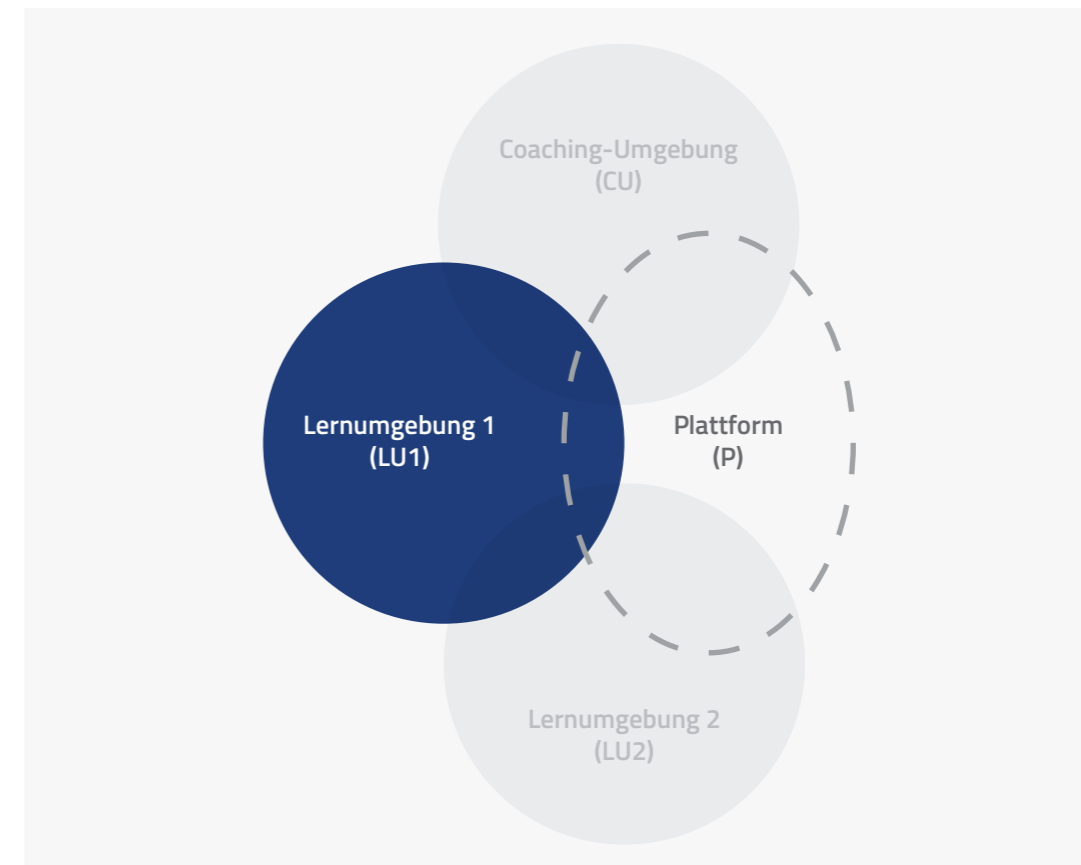 Coaching-Umgebung
(CU)
Lernumgebung 1
(LU1)
Plattform
(P)
Lernumgebung 2
(LU2)